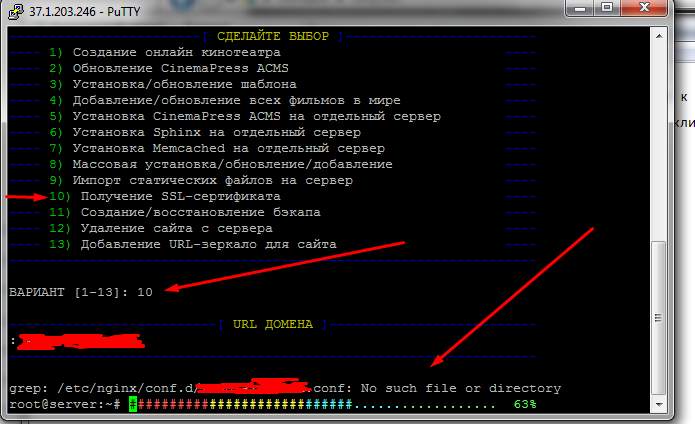 37.1.203.246 - PuTTY
[ СДЕЛАЙТЕ ВЫБОР ]
1) Создание онлайн кинотеатра
2) Обновление CinemaPress ACMS
3) Установка/обновление шаблона
4) Добавление/обновление всех фильмов в мире
5) Установка CinemaPress ACMS на отдельный сервер
6) Установка Sphinx на отдельный сервер
7) Установка Memcached на отдельный сервер
8) Массовая установка/обновление/добавление
9) Импорт статических файлов на сервер
10) Получение SSL-сертификата
11) Создание/восстановление бэкапа
12) Удаление сайта с сервера
13) Добавление URL-зеркало для сайта
ВАРИАНТ [1-13]: 10
[ URL ДОМЕНА ]
:
grep: /etc/nginx/conf.d/ .conf: No such file or directory
root@server:~# ############################.................. 63%
к
кли